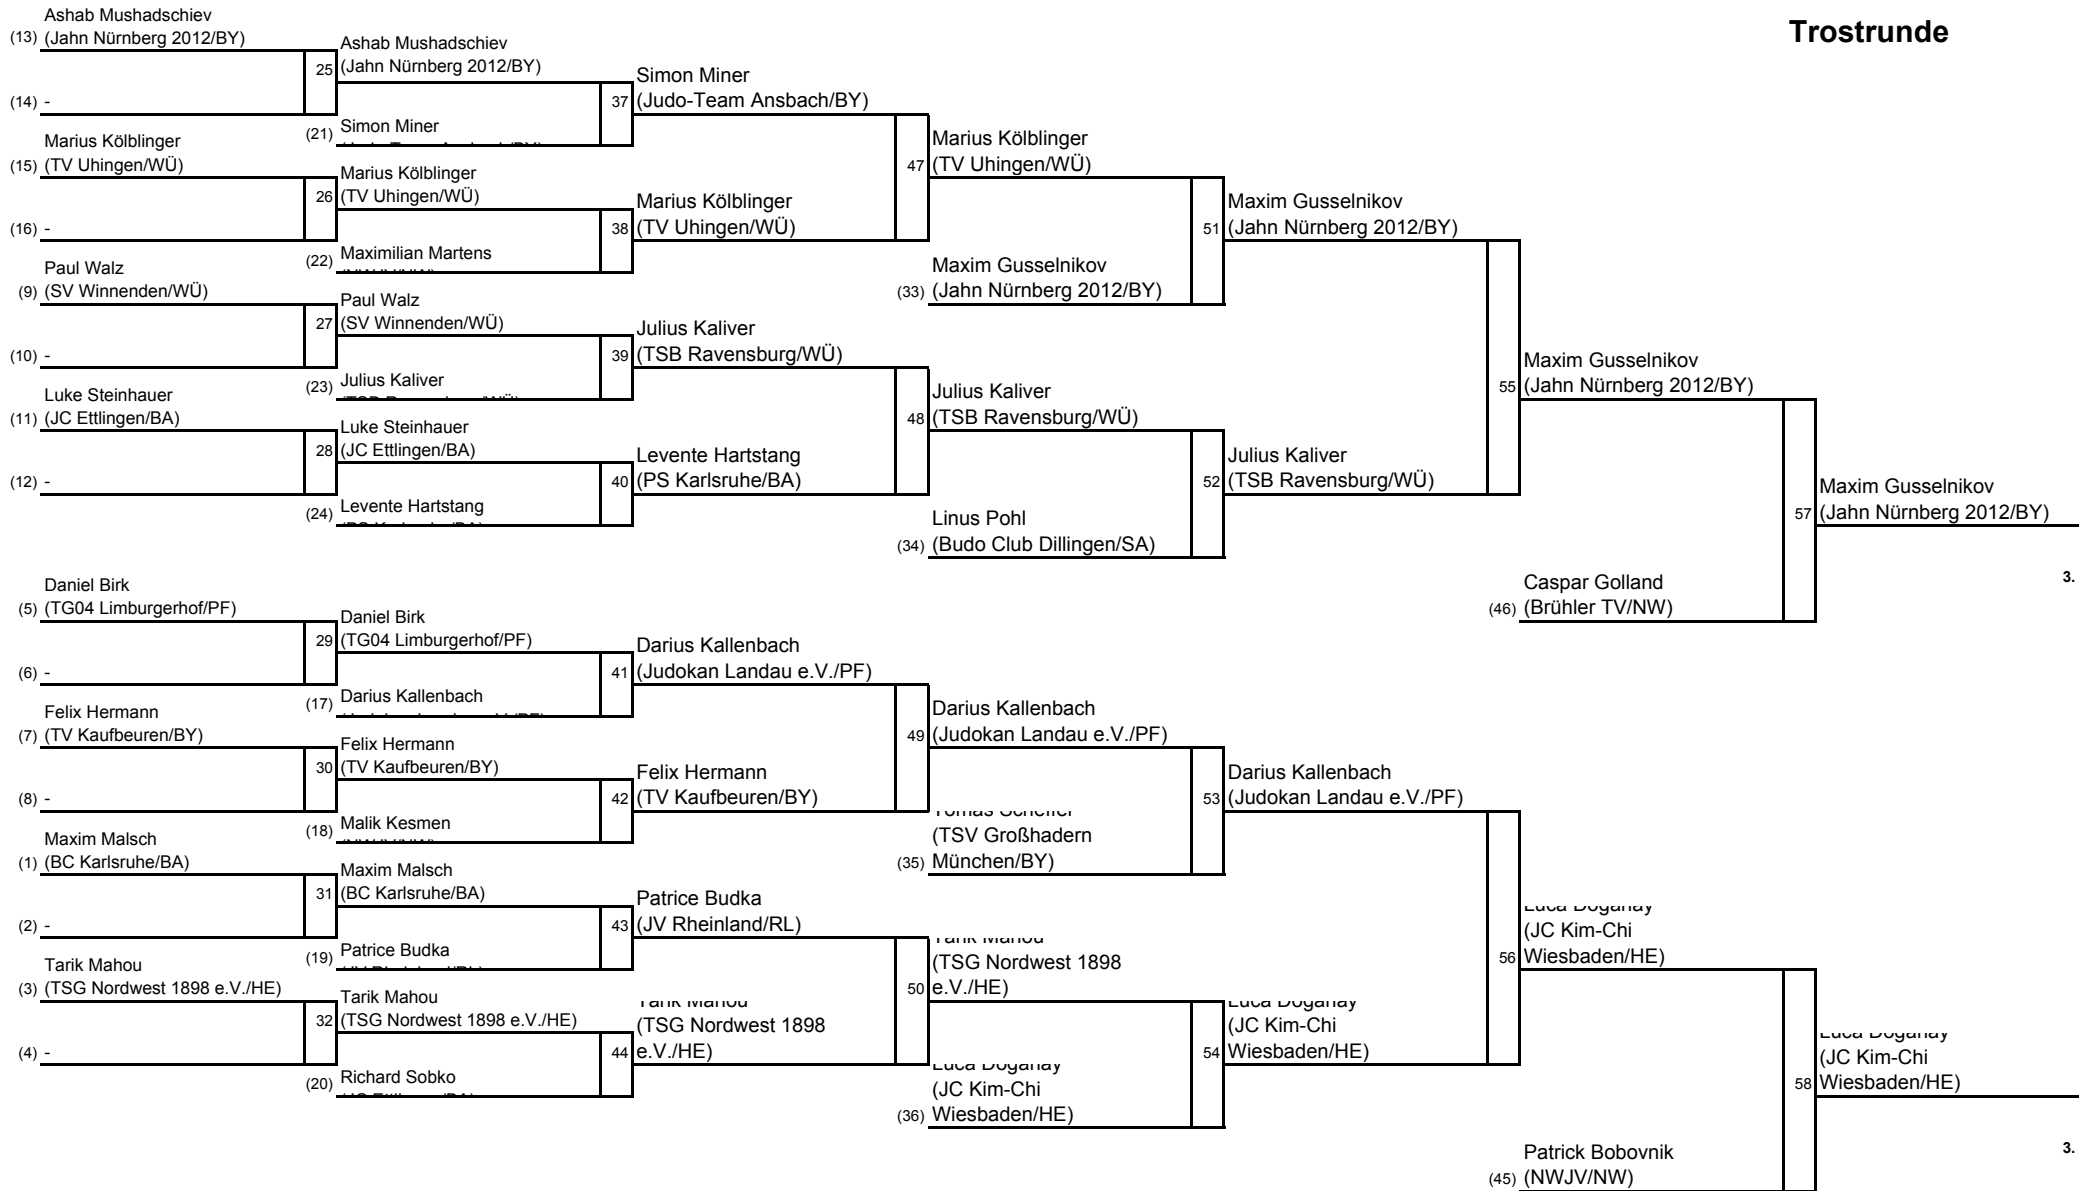 Trostrunde
Ashab Mushadschiev
(13) (Jahn Nürnberg 2012/BY)
25
(14) -
Marius Kölblinger
(15) (TV Uhingen/WÜ)
26
(16) -
Paul Walz
(9) (SV Winnenden/WÜ)
27
(10) -
Luke Steinhauer
(11) (JC Ettlingen/BA)
28
(12) -
Daniel Birk
(5) (TG04 Limburgerhof/PF)
29
(6) -
Felix Hermann
(7) (TV Kaufbeuren/BY)
30
(8) -
Maxim Malsch
(1) (BC Karlsruhe/BA)
31
(2) -
Tarik Mahou
(3) (TSG Nordwest 1898 e.V./HE)
32
(4) -
Ashab Mushadschiev
(Jahn Nürnberg 2012/BY)
37
(21) Simon Miner
Marius Kölblinger
(TV Uhingen/WÜ)
38
(22) Maximilian Martens
Paul Walz
(SV Winnenden/WÜ)
39
(23) Julius Kaliver
Luke Steinhauer
(JC Ettlingen/BA)
40
(24) Levente Hartstang
Daniel Birk
(TG04 Limburgerhof/PF)
41
(17) Darius Kallenbach
Felix Hermann
(TV Kaufbeuren/BY)
42
(18) Malik Kesmen
Maxim Malsch
(BC Karlsruhe/BA)
43
(19) Patrice Budka
Tarik Mahou
(TSG Nordwest 1898 e.V./HE)
44
(20) Richard Sobko
Simon Miner
(Judo-Team Ansbach/BY)
47
Marius Kölblinger
(TV Uhingen/WÜ)
Julius Kaliver
(TSB Ravensburg/WÜ)
48
Levente Hartstang
(PS Karlsruhe/BA)
Darius Kallenbach
(Judokan Landau e.V./PF)
49
Felix Hermann
(TV Kaufbeuren/BY)
Patrice Budka
(JV Rheinland/RL)
50
Tarik Mahou
(TSG Nordwest 1898
e.V./HE)
Marius Kölblinger
(TV Uhingen/WÜ)
51
Maxim Gusselnikov
(33) (Jahn Nürnberg 2012/BY)
Julius Kaliver
(TSB Ravensburg/WÜ)
52
Linus Pohl
(34) (Budo Club Dillingen/SA)
Darius Kallenbach
(Judokan Landau e.V./PF)
53
(TSV Großhadern
(35) München/BY)
Tarik Mahou
(TSG Nordwest 1898
e.V./HE)
54
Luca Doganay
(JC Kim-Chi
(36) Wiesbaden/HE)
Maxim Gusselnikov
(Jahn Nürnberg 2012/BY)
55
Julius Kaliver
(TSB Ravensburg/WÜ)
Darius Kallenbach
(Judokan Landau e.V./PF)
56
Luca Doganay
(JC Kim-Chi
Wiesbaden/HE)
Maxim Gusselnikov
(Jahn Nürnberg 2012/BY)
57
Caspar Golland
(46) (Brühler TV/NW)
Luca Doganay
(JC Kim-Chi
Wiesbaden/HE)
58
Patrick Bobovnik
(45) (NWJV/NW)
Maxim Gusselnikov
(Jahn Nürnberg 2012/BY)
3.
Luca Doganay
(JC Kim-Chi
Wiesbaden/HE)
3.